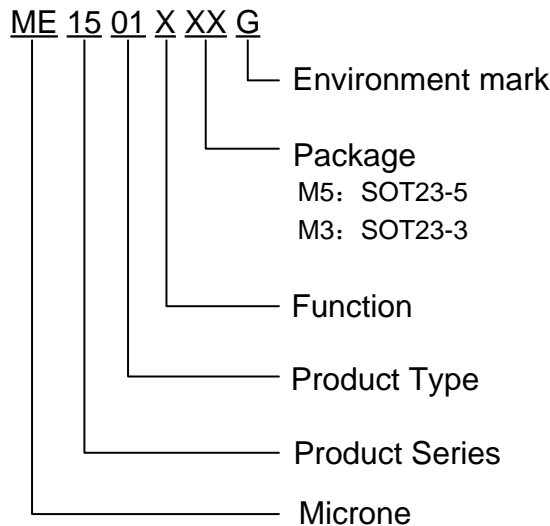 ME 15 01 X XX G
Environment mark
Package
M5：SOT23-5
M3：SOT23-3
Function
Product Type
Product Series
Microne